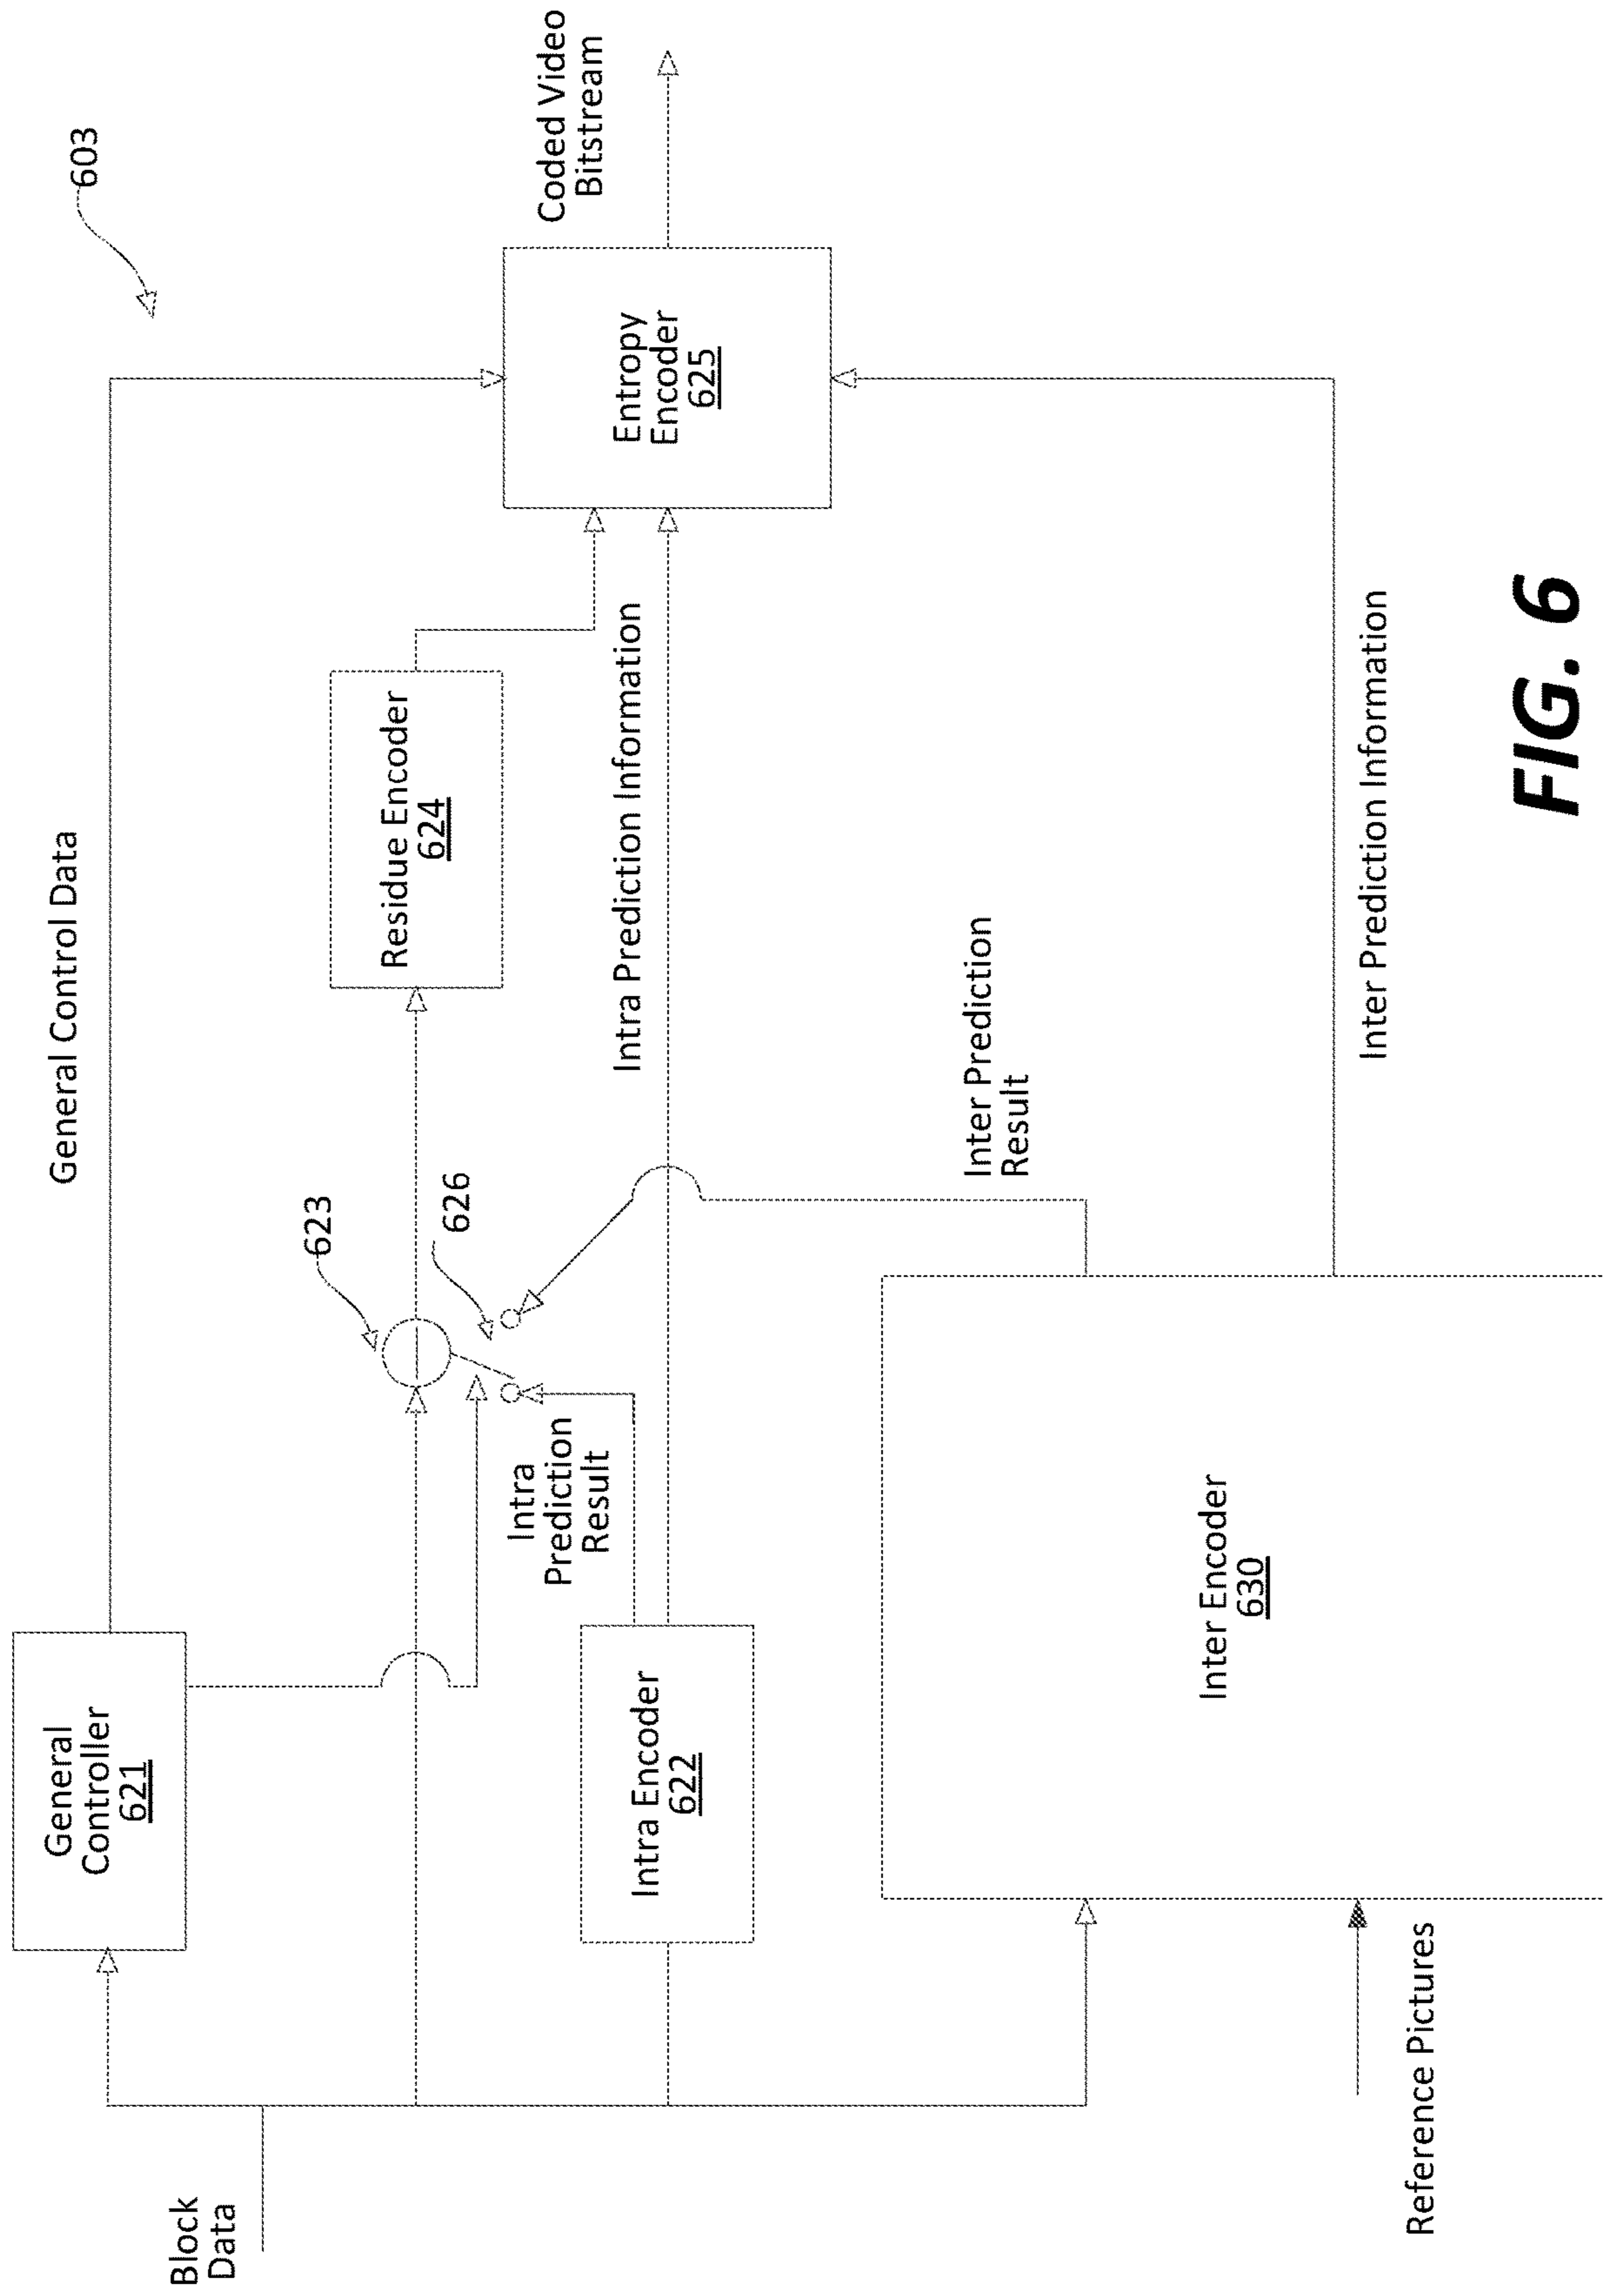 603
General Control Data
General
Controller
621
Block
Data
623
626
Residue Encoder
624
Entropy
Encoder
625
Coded Video
Bitstream
Intra
Prediction
Result
Intra Prediction Information
Intra Encoder
622
Inter Prediction
Result
Inter Encoder
630
Inter Prediction Information
Reference Pictures
FIG. 6